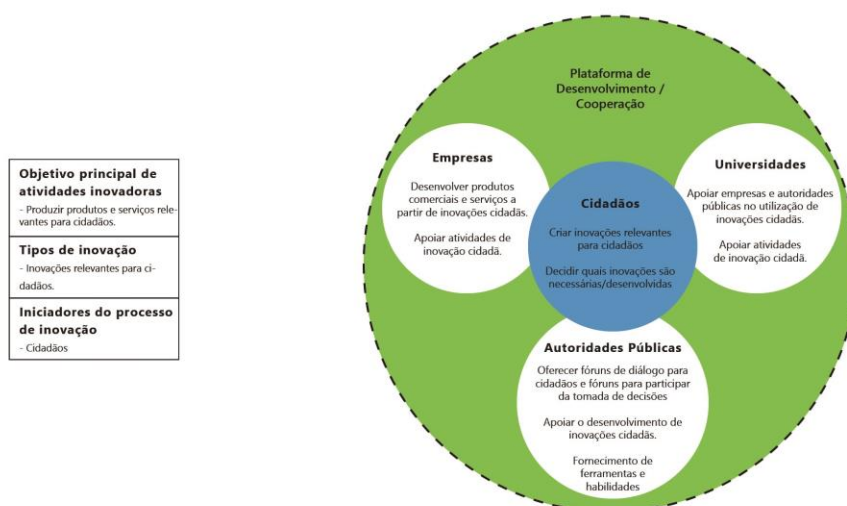 Objetivo principal de
atividades inovadoras
- Produzir produtos e serviços rele-
vantes para cidadãos.
Tipos de inovação
- Inovações relevantes para ci-
dadãos.
Iniciadores do processo
de inovação
- Cidadãos
Plataforma de
Desenvolvimento /
Cooperação
Empresas
Desenvolver produtos
comerciais e serviços a
partir de inovações cidadãs.
Apoiar atividades de
inovação cidadã.
Cidadãos
Criar inovações relevantes
para cidadãos
Decidir quais inovações são
necessárias/desenvolvidas
Universidades
Apoiar empresas e autoridades
públicas no utilização de
inovações cidadãs.
Apoiar atividades
de inovação cidadã.
Autoridades Públicas
Oferecer fóruns de diálogo para
cidadãos e fóruns para participar
da tomada de decisões
Apoiar o desenvolvimento de
inovações cidadãs.
Fornecimento de
ferramentas e
habilidades